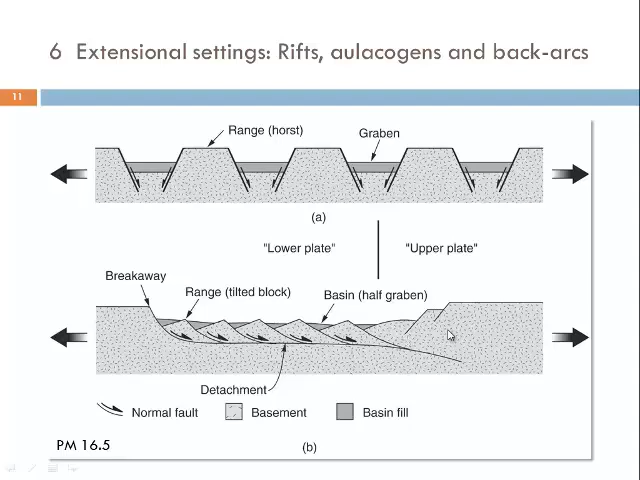 6 Extensional settings: Rifts, aulacogens and back-arcs
11
Range (horst)
Graben
(a)
"Lower plate"
"Upper plate"
Breakaway
Range (tilted block)
Basin (half graben)
Detachment
Normal fault
Basement
Basin fill
PM 16.5
(b)